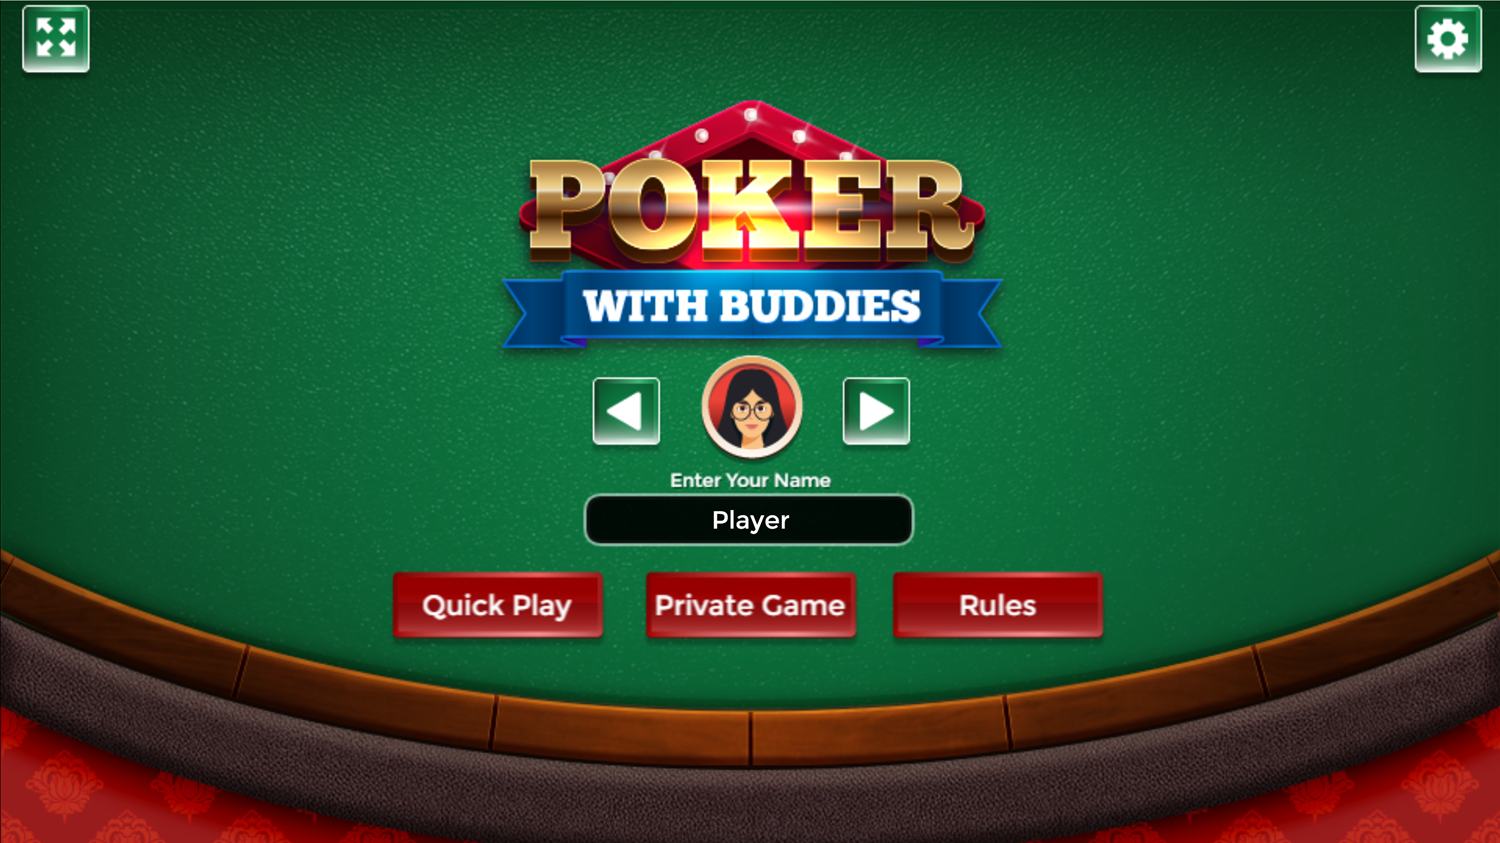 POKER
WITH BUDDIES
Enter Your Name
Player
Quick Play
Private Game
Rules